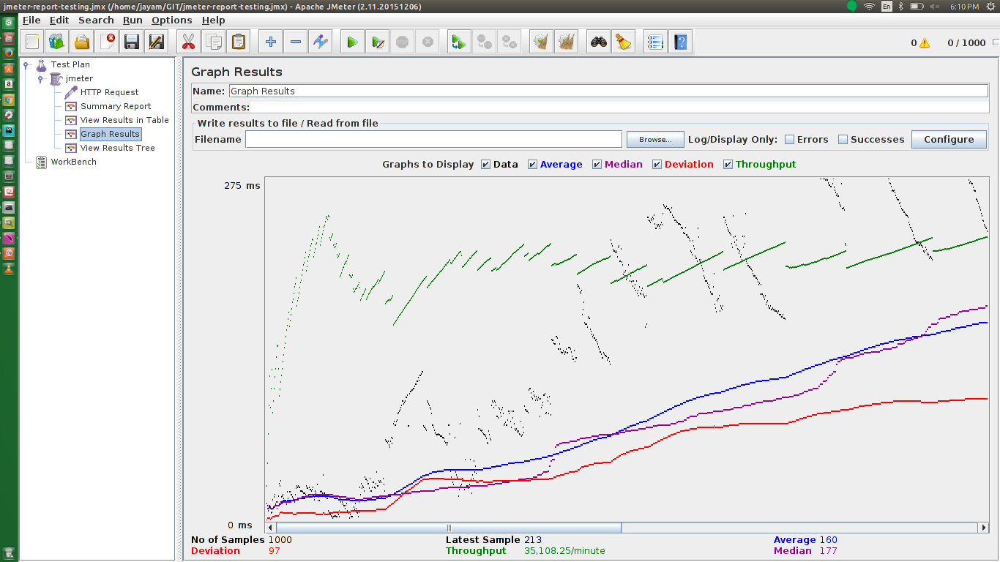 jmeter-report-testing.jmx (/home/jayam/GIT/jmeter-report-testing.jmx) - Apache JMeter (2.11.20151206) En 6:10 PM
File Edit Search Run Options Help
0 0 / 1000
Test Plan
jmeter
HTTP Request
Summary Report
View Results in Table
Graph Results
View Results Tree
WorkBench
Graph Results
Name: Graph Results
Comments:
Write results to file / Read from file
Filename Browse... Log/Display Only: Errors Successes Configure
Graphs to Display Data Average Median Deviation Throughput
275 ms
0 ms
No of Samples 1000 Latest Sample 213 Average 160
Deviation 97 Throughput 35,108.25/minute Median 177